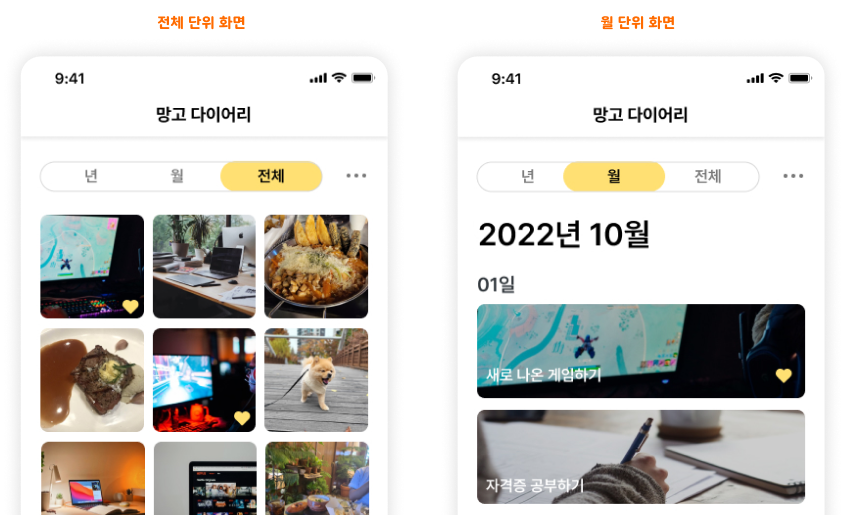 전체 단위 화면
9:41
망고 다이어리
년
월
전체
월 단위 화면
9:41
망고 다이어리
년
월
전체
2022년 10월
01일
새로 나온 게임하기
자격증 공부하기